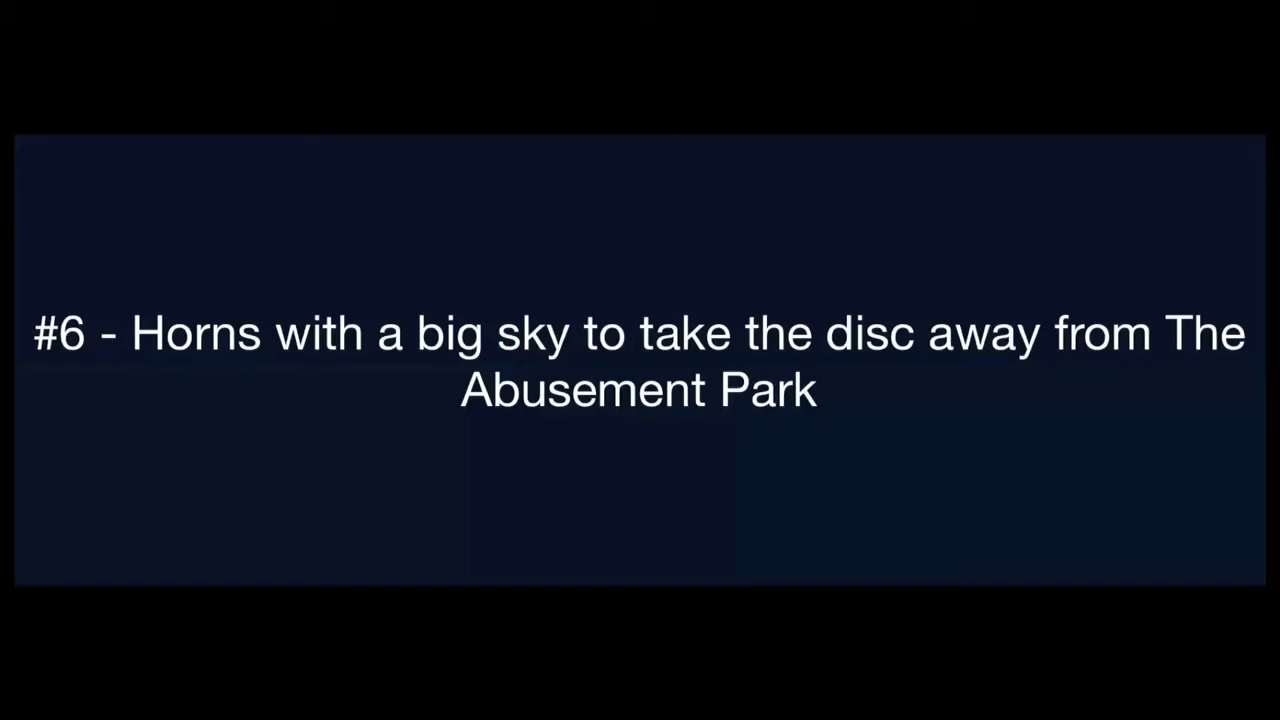 #6 - Horns with a big sky to take the disc away from The
Abusement Park